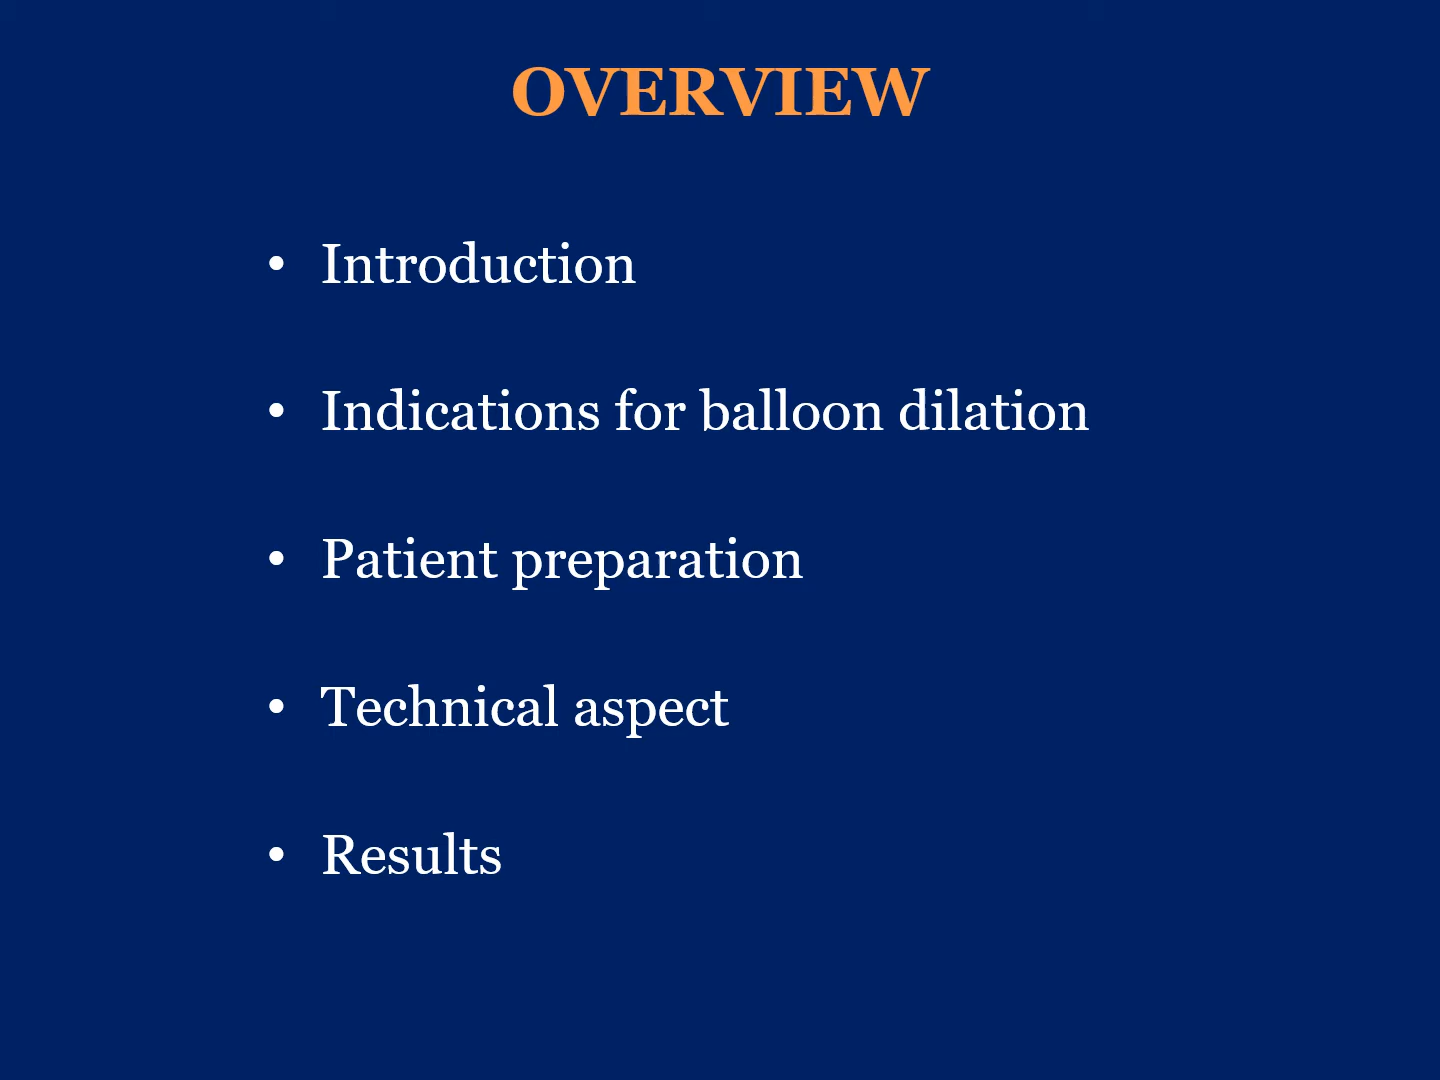 OVERVIEW
• Introduction
• Indications for balloon dilation
• Patient preparation
• Technical aspect
• Results